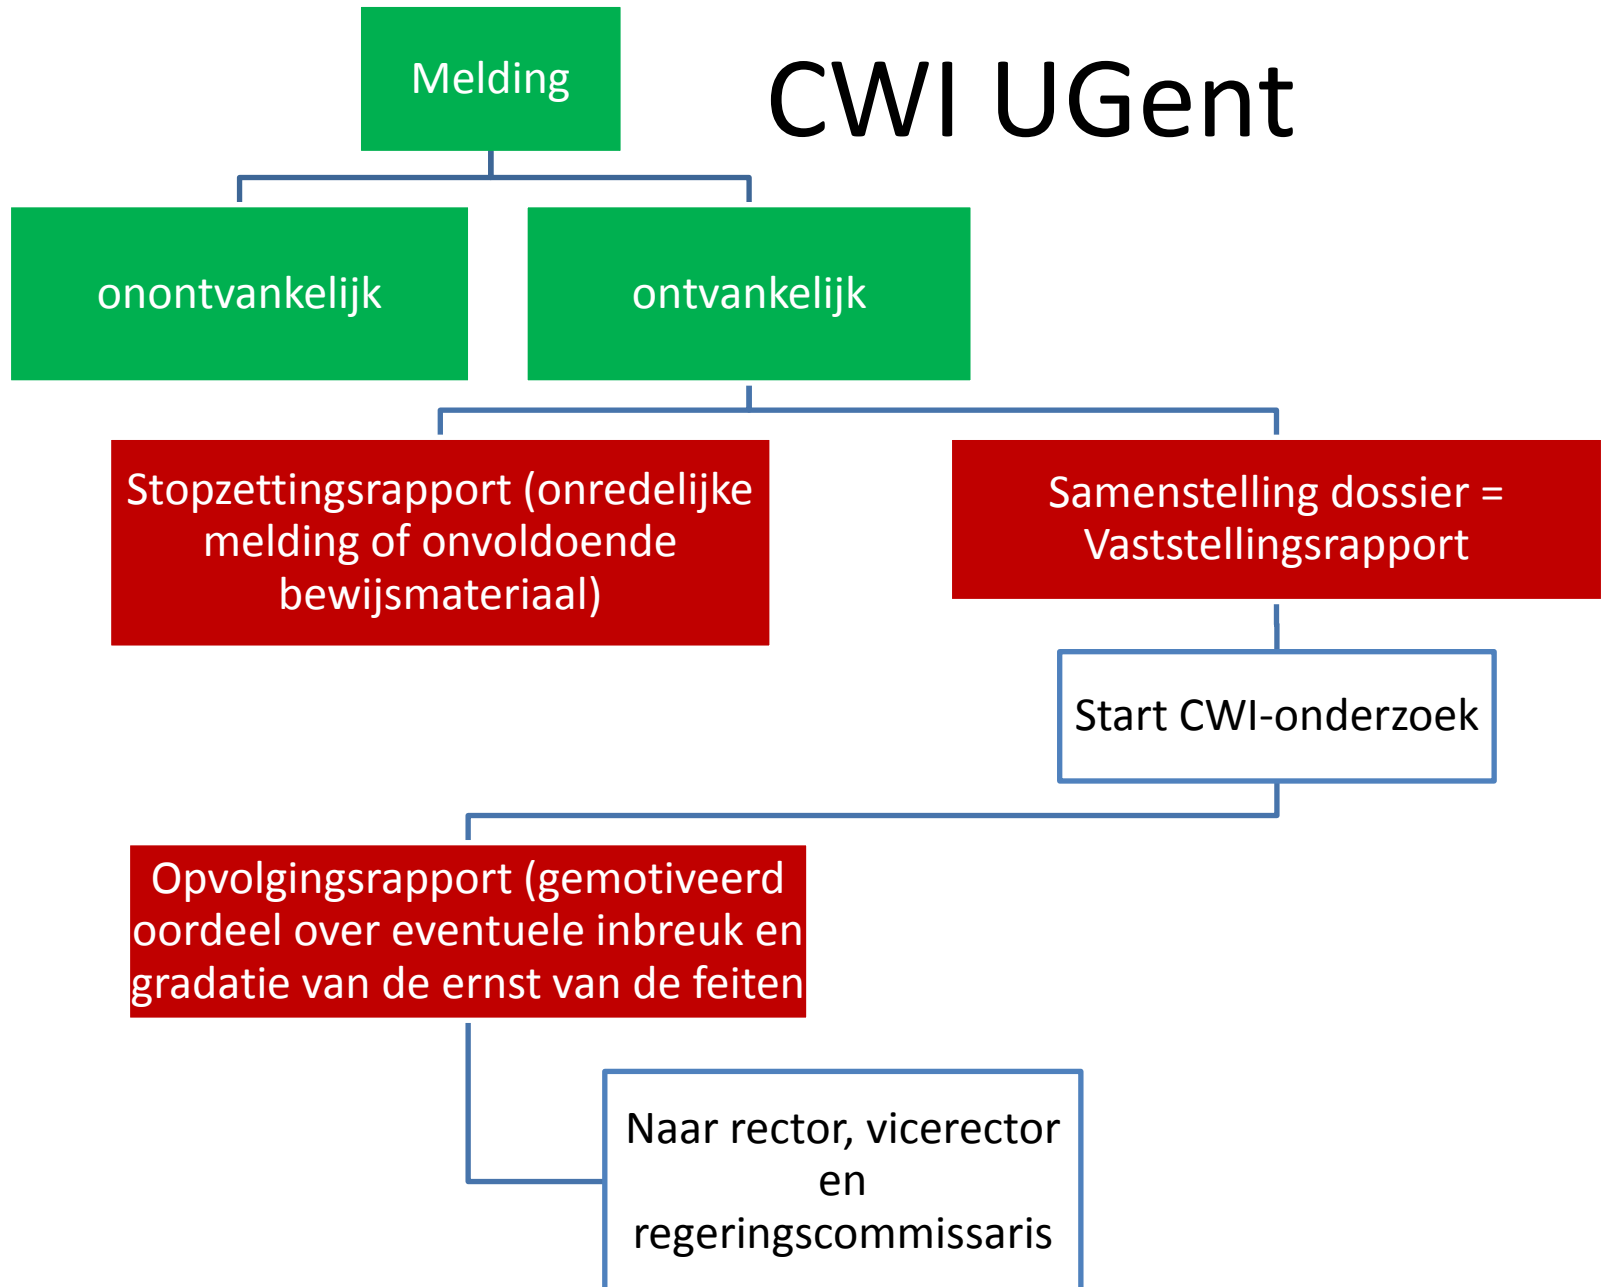 Melding
CWI UGent
onontvankelijk
ontvankelijk
Stopzettingsrapport (onredelijke
melding of onvoldoende
bewijsmateriaal)
Samenstelling dossier =
Vaststellingsrapport
Start CWI-onderzoek
Opvolgingsrapport (gemotiveerd
oordeel over eventuele inbreuk en
gradatie van de ernst van de feiten
Naar rector, vicerector
en
regeringscommissaris